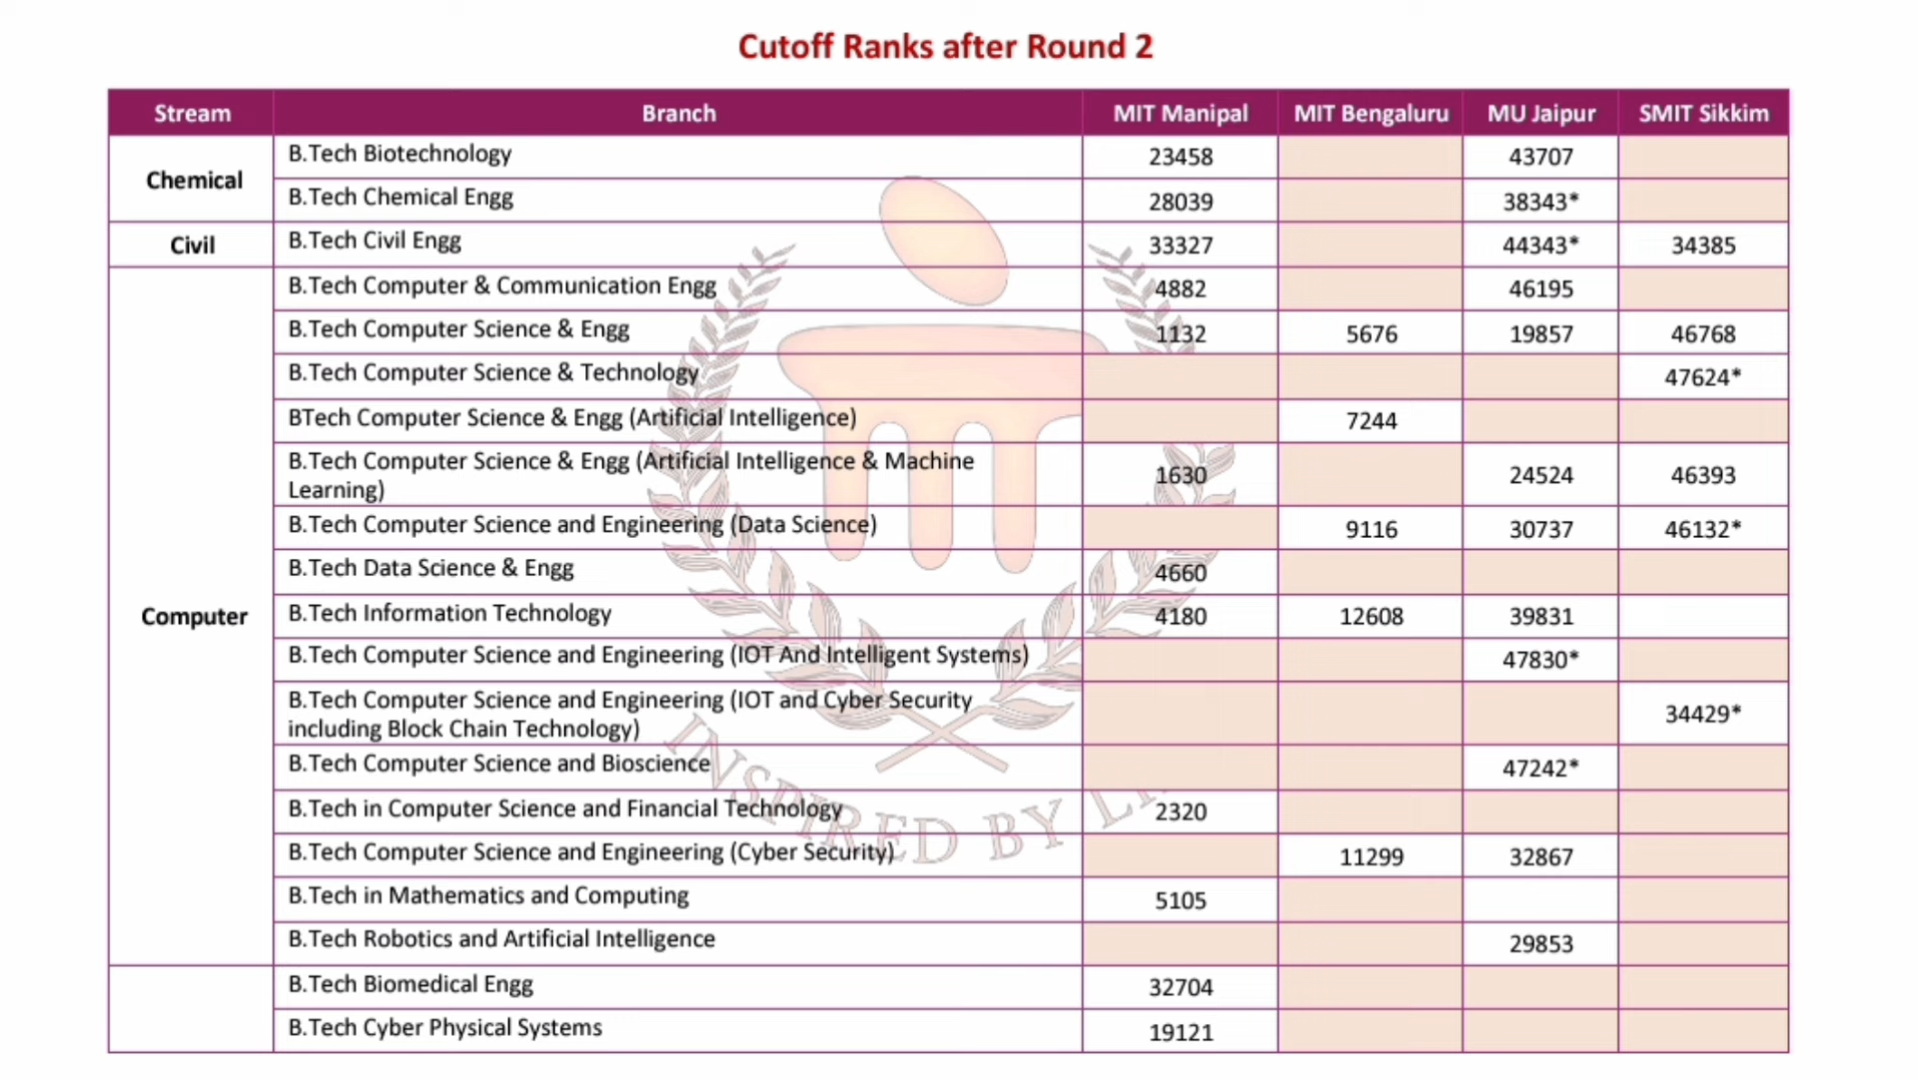 Cutoff Ranks after Round 2
Stream Branch MIT Manipal MIT Bengaluru MU Jaipur SMIT Sikkim
Chemical
B.Tech Biotechnology 23458 43707
B.Tech Chemical Engg 28039 38343*
Civil B.Tech Civil Engg 33327 44343* 34385
Computer
B.Tech Computer & Communication Engg 4882 46195
B.Tech Computer Science & Engg 1132 5676 19857 46768
B.Tech Computer Science & Technology 47624*
BTech Computer Science & Engg (Artificial Intelligence) 7244
B.Tech Computer Science & Engg (Artificial Intelligence & Machine
Learning) 1630 24524 46393
B.Tech Computer Science and Engineering (Data Science) 9116 30737 46132*
B.Tech Data Science & Engg 4660
B.Tech Information Technology 4180 12608 39831
B.Tech Computer Science and Engineering (IOT And Intelligent Systems) 47830*
B.Tech Computer Science and Engineering (IOT and Cyber Security
including Block Chain Technology) 34429*
B.Tech Computer Science and Bioscience 47242*
B.Tech in Computer Science and Financial Technology 2320
B.Tech Computer Science and Engineering (Cyber Security) 11299 32867
B.Tech in Mathematics and Computing 5105
B.Tech Robotics and Artificial Intelligence 29853
B.Tech Biomedical Engg 32704
B.Tech Cyber Physical Systems 19121
INSPIRED BY